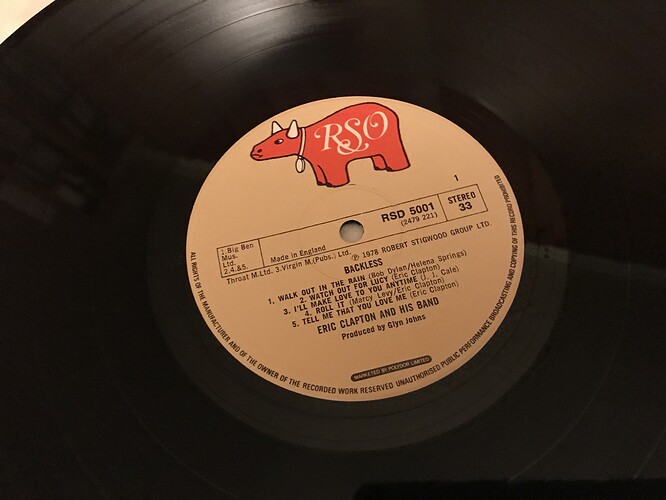 RSO
1
RSD 5001
(2479 221)
STEREO
33
1.Big Ben
Mus.
Ltd.
2.4.&5.
Throat M.Ltd. 3.Virgin M.(Pubs.) Ltd.
Made in England
Ⓟ 1978 ROBERT STIGWOOD GROUP LTD.
BACKLESS
1. WALK OUT IN THE RAIN (Bob Dylan/Helena Springs)
2. WATCH OUT FOR LUCY (Eric Clapton)
3. I'LL MAKE LOVE TO YOU ANYTIME (J. J. Cale)
4. ROLL IT (Marcy Levy/Eric Clapton)
5. TELL ME THAT YOU LOVE ME (Eric Clapton)
ERIC CLAPTON AND HIS BAND
Produced by Glyn Johns
MARKETED BY POLYDOR LIMITED
ALL RIGHTS OF THE MANUFACTURER AND OF THE OWNER OF THE RECORDED WORK RESERVED UNAUTHORISED PUBLIC PERFORMANCE BROADCASTING AND COPYING OF THIS RECORD PROHIBITED